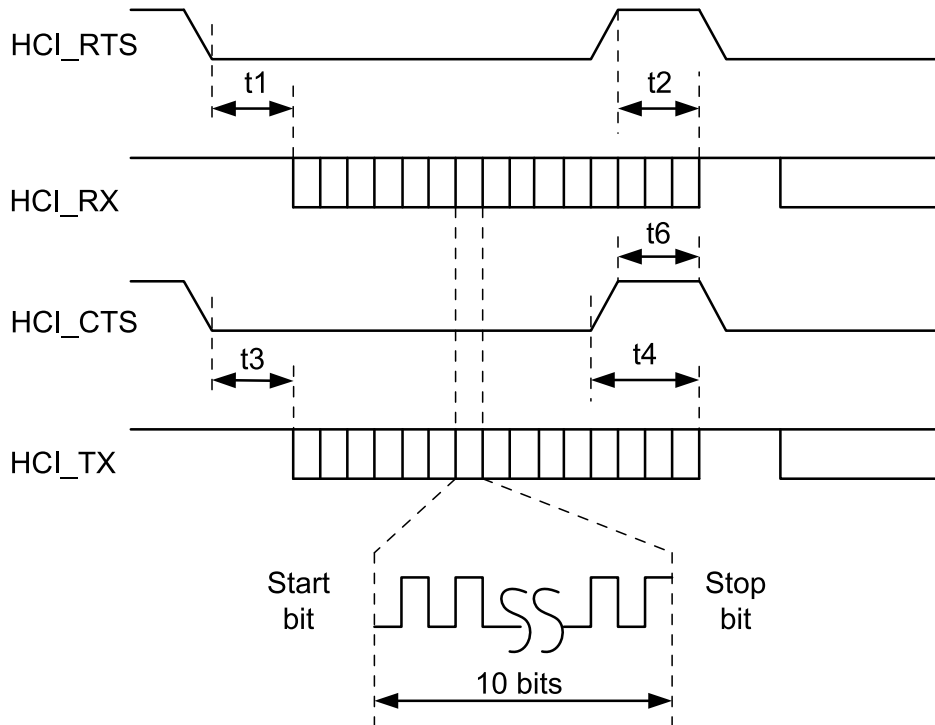 HCI_RTS
t1
t2
HCI_RX
t6
HCI_CTS
t3
t4
HCI_TX
Start
bit
Stop
bit
10 bits